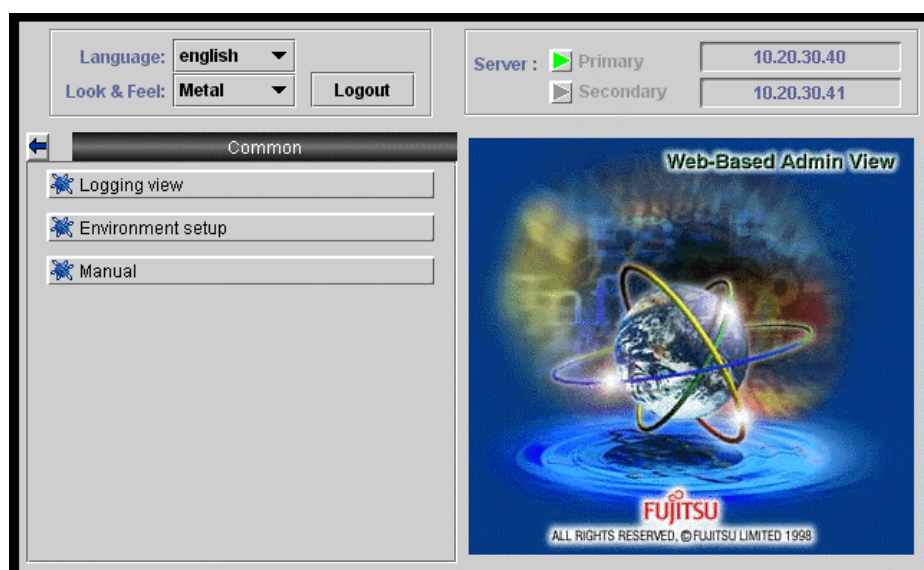 Language: english
Look & Feel: Metal Logout
Server : Primary 10.20.30.40
Secondary 10.20.30.41
Common
Logging view
Environment setup
Manual
Web-Based Admin View
FUJITSU
ALL RIGHTS RESERVED, © FUJITSU LIMITED 1998